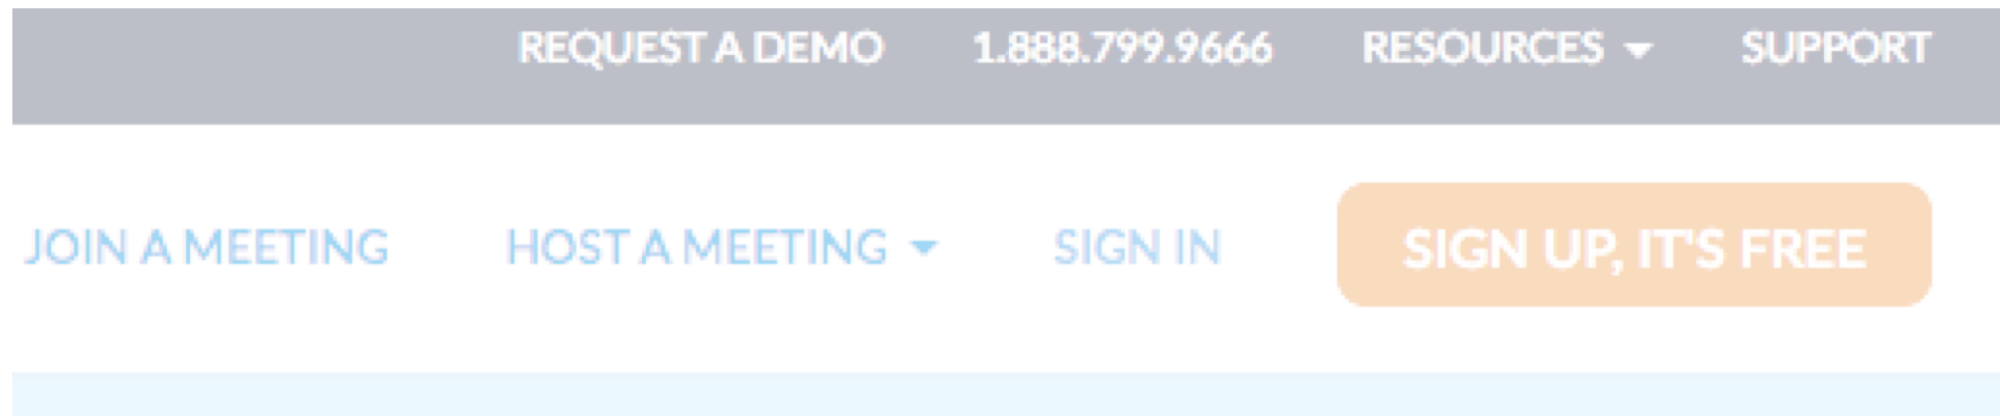 REQUEST A DEMO 1.888.799.9666 RESOURCES SUPPORT
JOIN A MEETING HOST A MEETING SIGN IN SIGN UP, IT'S FREE